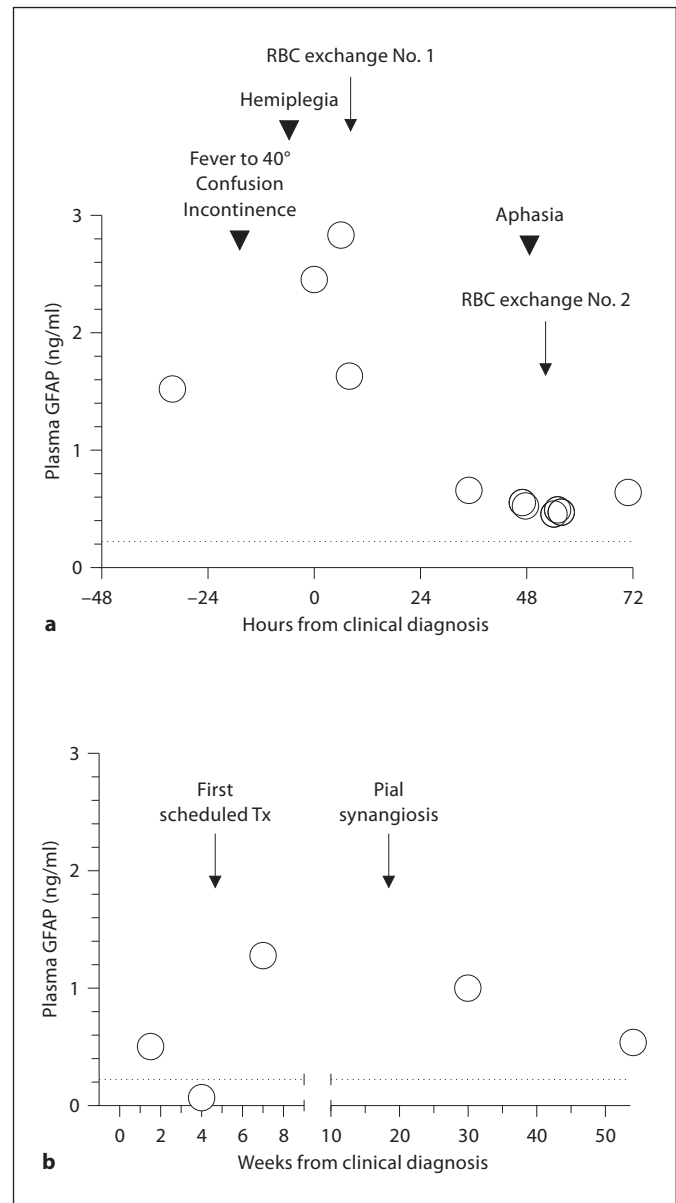 RBC exchange No. 1
Hemiplegia
Fever to 40°
Confusion
Incontinence
Aphasia
RBC exchange No. 2
Plasma GFAP (ng/ml)
3
2
1
0
–48
–24
0
24
48
72
a
Hours from clinical diagnosis
First
scheduled Tx
Pial
synangiosis
Plasma GFAP (ng/ml)
3
2
1
0
0
2
4
6
8
10
20
30
40
50
b
Weeks from clinical diagnosis